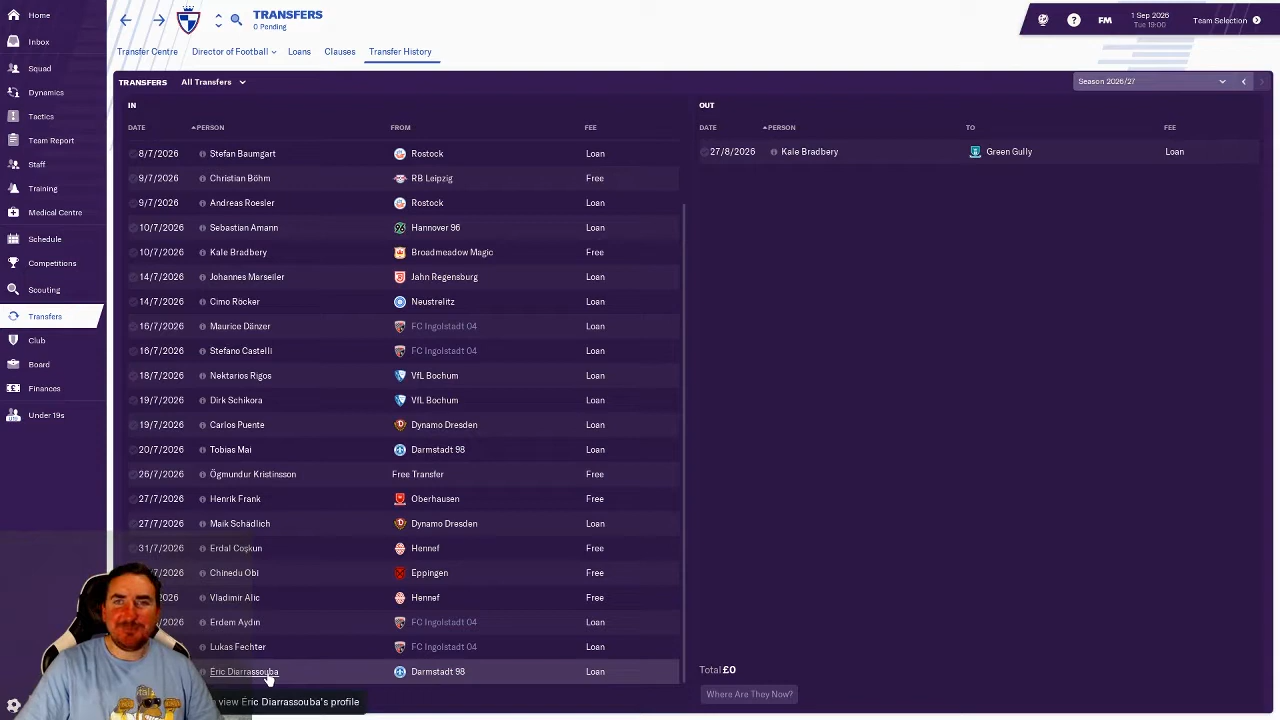 Home
Inbox
Squad
Dynamics
Tactics
Team Report
Staff
Training
Medical Centre
Schedule
Competitions
Scouting
Transfers
Club
Board
Finances
Under 19s
TRANSFERS
0 Pending
1 Sep 2026
Tue 19:00
FM
Team Selection
Transfer Centre
Director of Football
Loans
Clauses
Transfer History
TRANSFERS All Transfers
Season 2026/27
IN
DATE PERSON FROM FEE
8/7/2026 Stefan Baumgart Rostock Loan
9/7/2026 Christian Böhm RB Leipzig Free
9/7/2026 Andreas Roesler Rostock Loan
10/7/2026 Sebastian Amann Hannover 96 Loan
10/7/2026 Kale Bradbery Broadmeadow Magic Free
14/7/2026 Johannes Marseiler Jahn Regensburg Loan
14/7/2026 Cimo Röcker Neustrelitz Loan
16/7/2026 Maurice Dänzer FC Ingolstadt 04 Loan
16/7/2026 Stefano Castelli FC Ingolstadt 04 Loan
18/7/2026 Nektarios Rigos VfL Bochum Loan
19/7/2026 Dirk Schikora VfL Bochum Loan
19/7/2026 Carlos Puente Dynamo Dresden Loan
20/7/2026 Tobias Mai Darmstadt 98 Loan
26/7/2026 Ögmundur Kristinsson Free Transfer Free
27/7/2026 Henrik Frank Oberhausen Free
27/7/2026 Maik Schädlich Dynamo Dresden Loan
31/7/2026 Erdal Coşkun Hennef Free
/7/2026 Chinedu Obi Eppingen Free
2026 Vladimir Alic Hennef Free
2026 Erdem Aydın FC Ingolstadt 04 Loan
Lukas Fechter FC Ingolstadt 04 Loan
Eric Diarrassouba Darmstadt 98 Loan
view Eric Diarrassouba's profile
OUT
DATE PERSON TO FEE
27/8/2026 Kale Bradbery Green Gully Loan
Total £0
Where Are They Now?